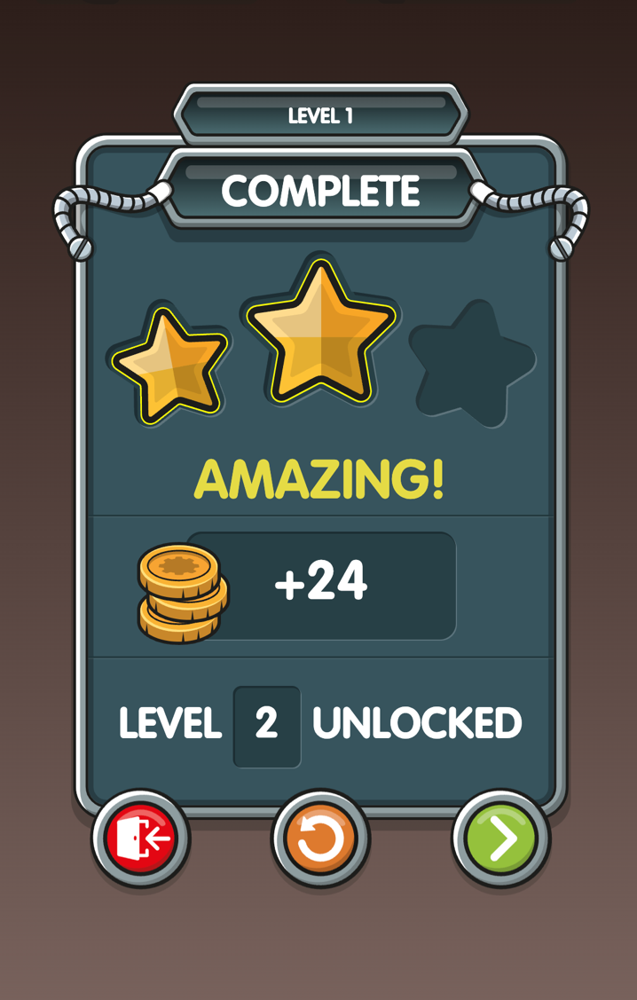 LEVEL 1
COMPLETE
AMAZING!
+24
LEVEL 2 UNLOCKED